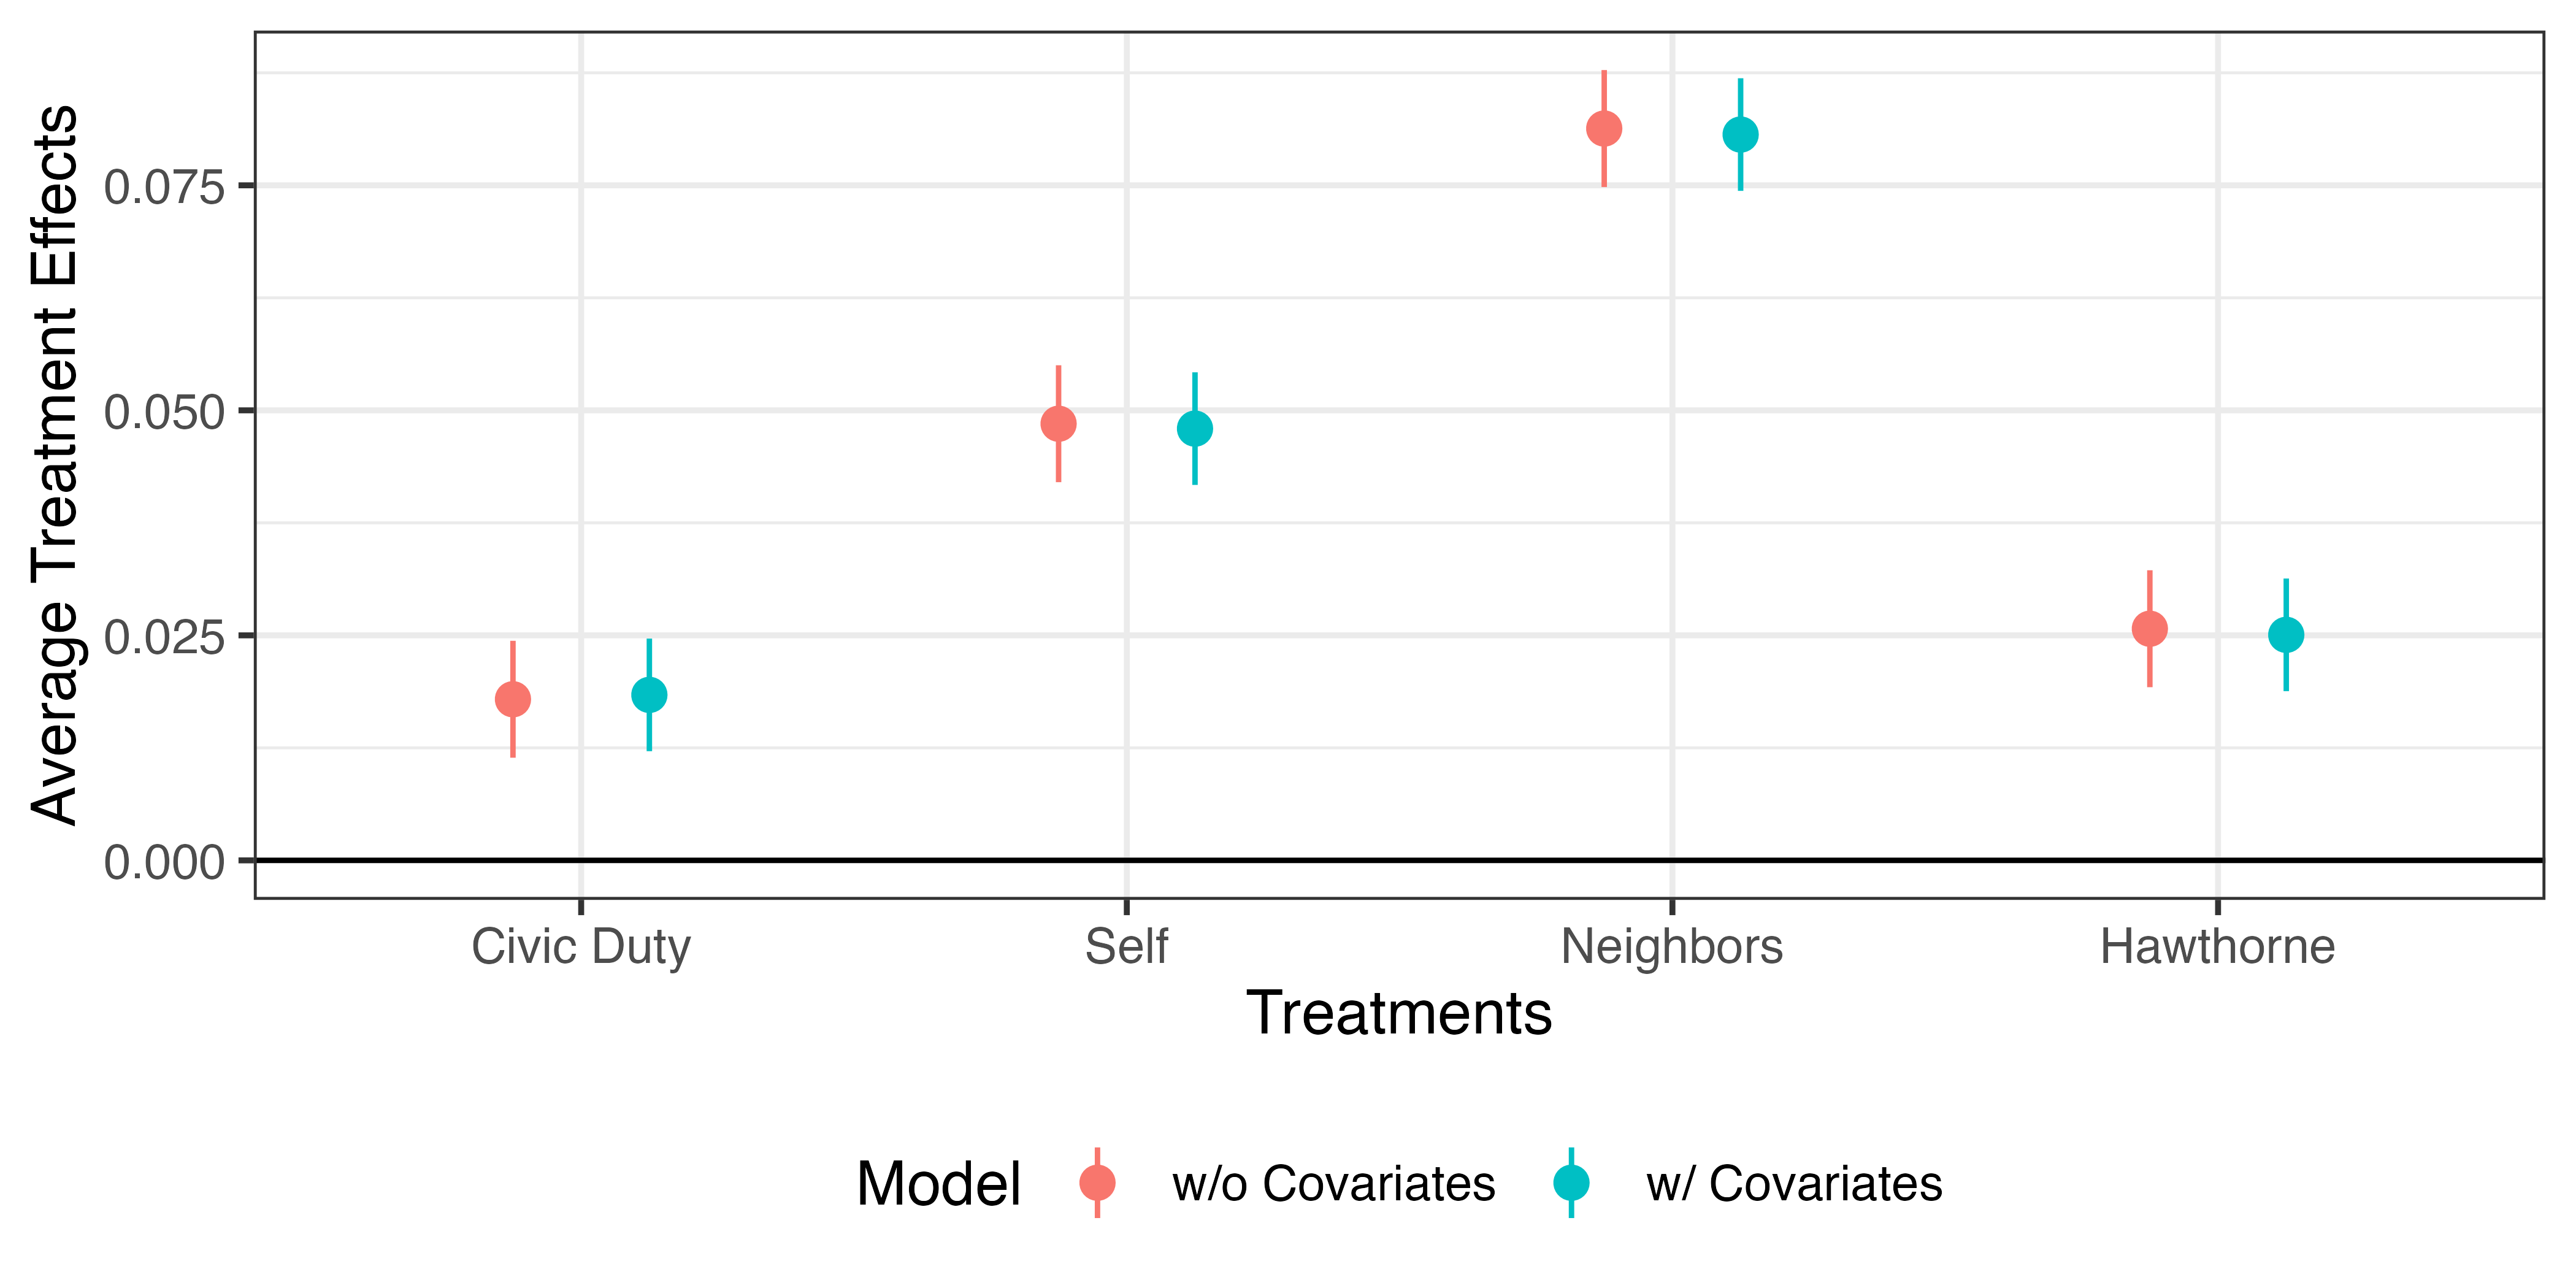 Average Treatment Effects
0.075
0.050
0.025
0.000
Civic Duty Self Neighbors Hawthorne
Treatments
Model w/o Covariates w/ Covariates